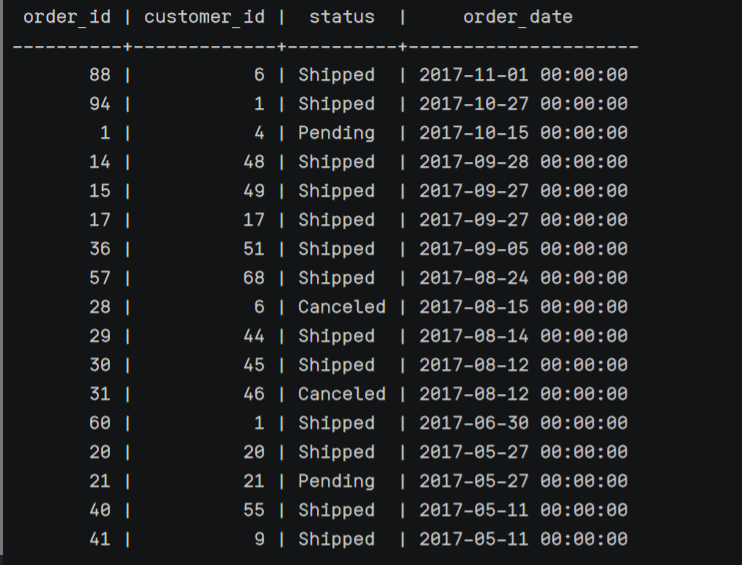 order_id | customer_id |  status  |     order_date
----------+-------------+----------+---------------------
       88 |           6 | Shipped  | 2017-11-01 00:00:00
       94 |           1 | Shipped  | 2017-10-27 00:00:00
        1 |           4 | Pending  | 2017-10-15 00:00:00
       14 |          48 | Shipped  | 2017-09-28 00:00:00
       15 |          49 | Shipped  | 2017-09-27 00:00:00
       17 |          17 | Shipped  | 2017-09-27 00:00:00
       36 |          51 | Shipped  | 2017-09-05 00:00:00
       57 |          68 | Shipped  | 2017-08-24 00:00:00
       28 |           6 | Canceled | 2017-08-15 00:00:00
       29 |          44 | Shipped  | 2017-08-14 00:00:00
       30 |          45 | Shipped  | 2017-08-12 00:00:00
       31 |          46 | Canceled | 2017-08-12 00:00:00
       60 |           1 | Shipped  | 2017-06-30 00:00:00
       20 |          20 | Shipped  | 2017-05-27 00:00:00
       21 |          21 | Pending  | 2017-05-27 00:00:00
       40 |          55 | Shipped  | 2017-05-11 00:00:00
       41 |           9 | Shipped  | 2017-05-11 00:00:00